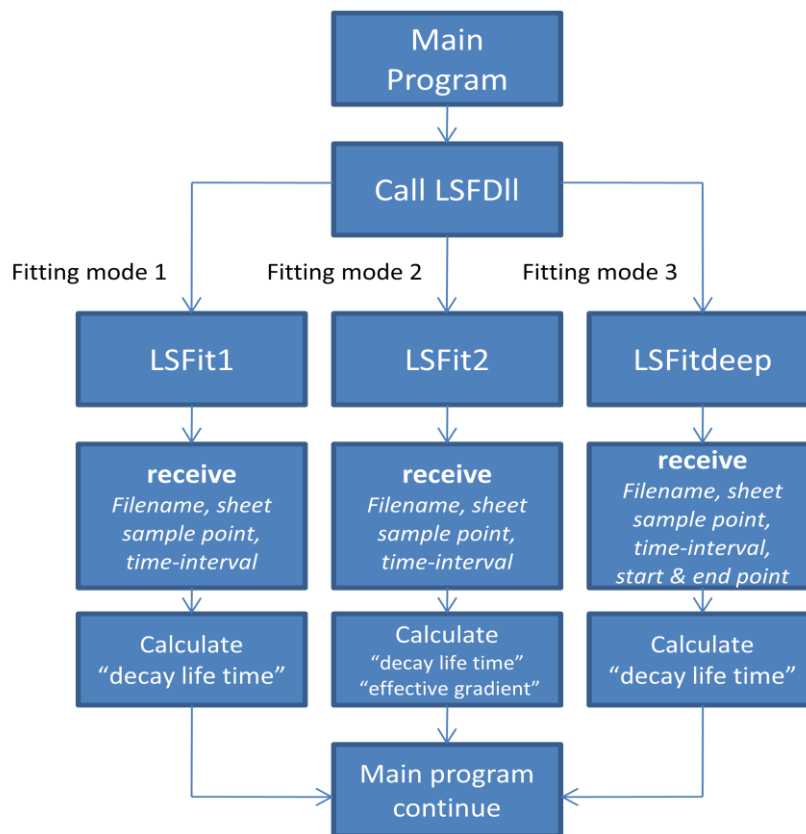 Main
Program
Call LSFDll
Fitting mode 1
Fitting mode 2
Fitting mode 3
LSFit1
LSFit2
LSFitdeep
receive
Filename, sheet
sample point,
time-interval
receive
Filename, sheet
sample point,
time-interval
receive
Filename, sheet
sample point,
time-interval,
start & end point
Calculate
“decay life time”
Calculate
“decay life time”
“effective gradient”
Calculate
“decay life time”
Main program
continue